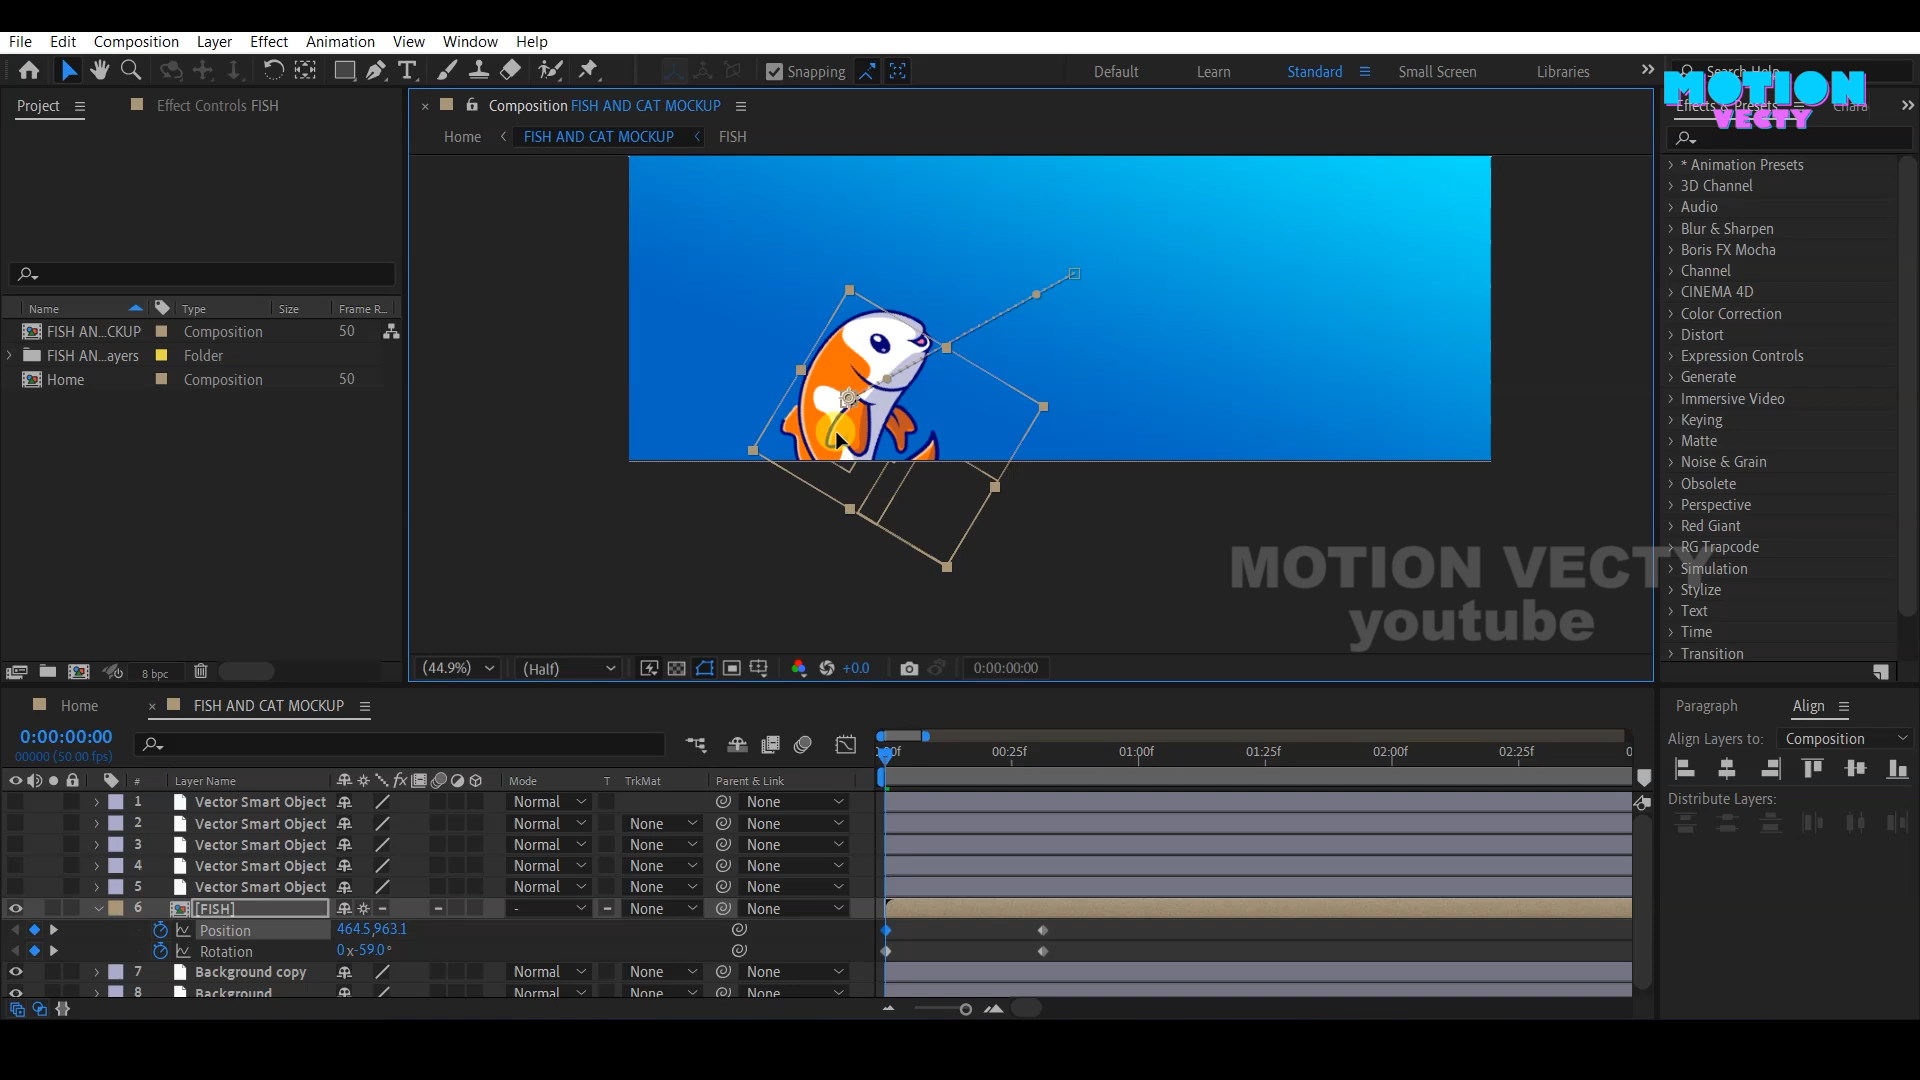 File Edit Composition Layer Effect Animation View Window Help
Snapping Default Learn Standard Small Screen Libraries Search Help
MOTION
VECTY
Project Effect Controls FISH
Composition FISH AND CAT MOCKUP
Effects & Presets Chara
Home FISH AND CAT MOCKUP FISH
* Animation Presets
3D Channel
Audio
Blur & Sharpen
Boris FX Mocha
Channel
CINEMA 4D
Color Correction
Distort
Expression Controls
Generate
Immersive Video
Keying
Matte
Noise & Grain
Obsolete
Perspective
Red Giant
RG Trapcode
Simulation
Stylize
Text
Time
Transition
Name Type Size Frame R...
FISH AN...CKUP Composition 50
FISH AN...ayers Folder
Home Composition 50
MOTION VECTY
youtube
8 bpc
(44.9%) (Half) +0.0 0:00:00:00
Home FISH AND CAT MOCKUP
0:00:00:00
00000 (50.00 fps)
00f 00:25f 01:00f 01:25f 02:00f 02:25f 0
# Layer Name Mode T TrkMat Parent & Link
1 Vector Smart Object Normal None
2 Vector Smart Object Normal None None
3 Vector Smart Object Normal None None
4 Vector Smart Object Normal None None
5 Vector Smart Object Normal None None
6 [FISH] - None None
Position 464.5,963.1
Rotation 0x-59.0°
7 Background copy Normal None None
8 Background Normal None None
Paragraph Align
Align Layers to: Composition
Distribute Layers: